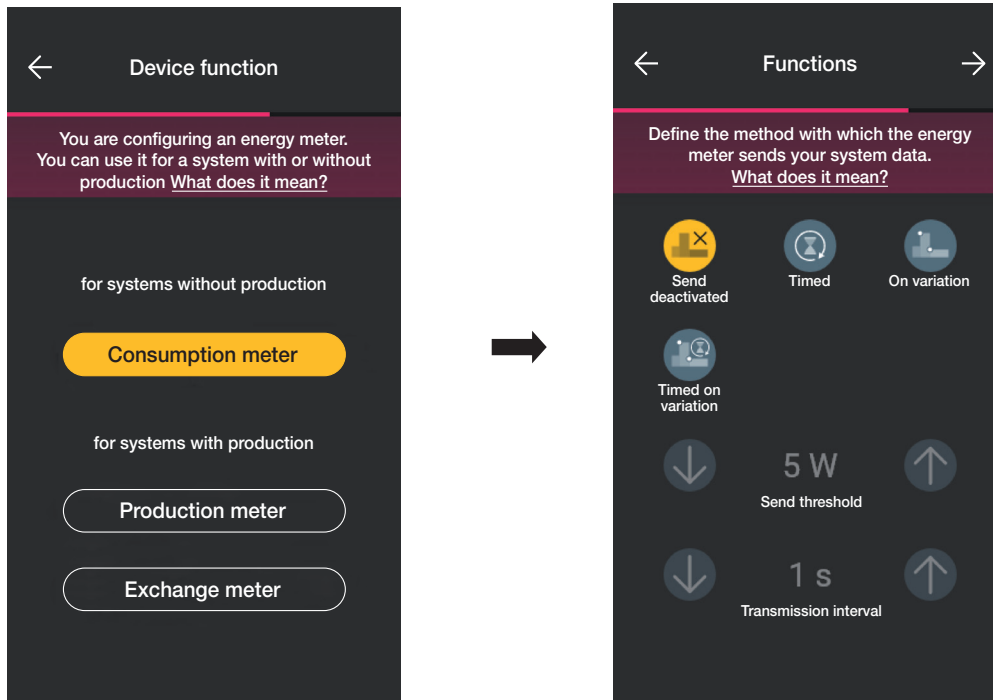 Device function
You are configuring an energy meter.
You can use it for a system with or without
production What does it mean?
for systems without production
Consumption meter
for systems with production
Production meter
Exchange meter
Functions
Define the method with which the energy
meter sends your system data.
What does it mean?
Send
deactivated
Timed
On variation
Timed on
variation
5 W
Send threshold
1 s
Transmission interval